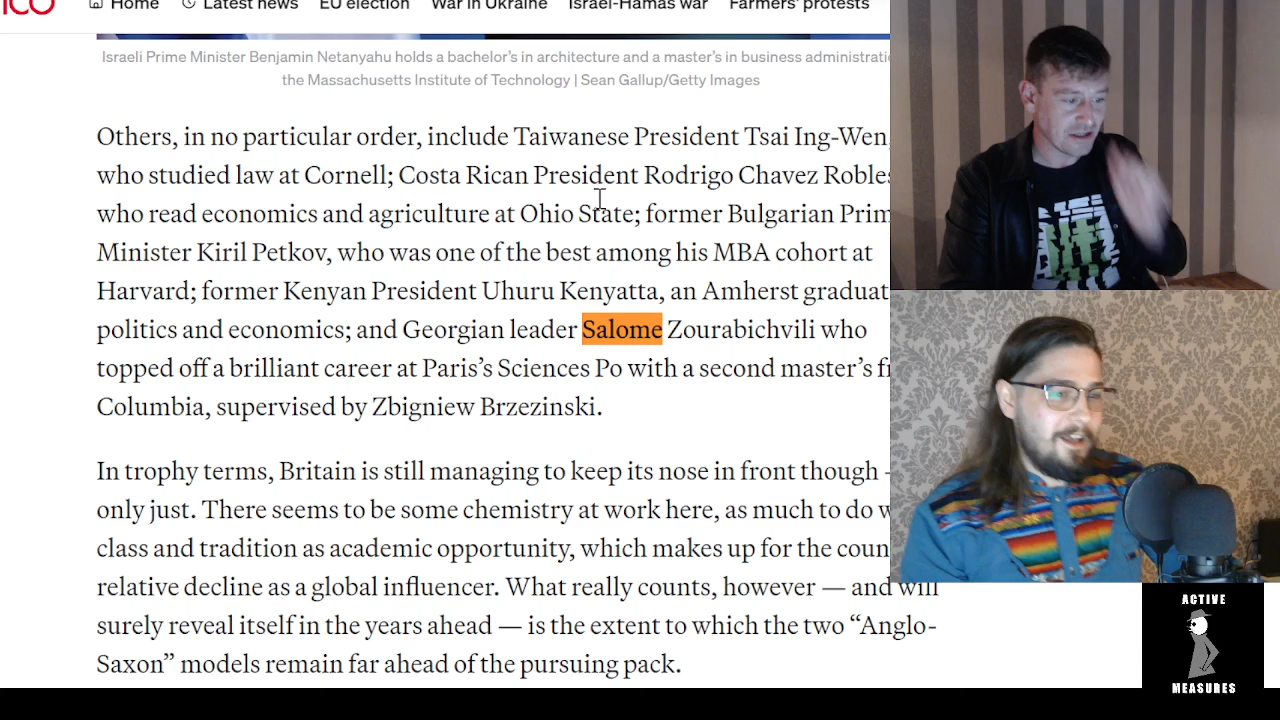 ICO Home Latest news EU election War in Ukraine Israel-Hamas war Farmers' protests
Israeli Prime Minister Benjamin Netanyahu holds a bachelor's in architecture and a master's in business
the Massachusetts Institute of Technology | Sean Gallup/Getty Images
Others, in no particular order, include Taiwanese President Tsai Ing-Wen,
who studied law at Cornell; Costa Rican President Rodrigo Chavez Robles
who read economics and agriculture at Ohio State; former Bulgarian
Minister Kiril Petkov, who was one of the best among his MBA cohort at
Harvard; former Kenyan President Uhuru Kenyatta, an Amherst
politics and economics; and Georgian leader Salome Zourabichvili who
topped off a brilliant career at Paris's Sciences Po with a second master's
Columbia, supervised by Zbigniew Brzezinski.
In trophy terms, Britain is still managing to keep its nose in front though –
only just. There seems to be some chemistry at work here, as much to do
class and tradition as academic opportunity, which makes up for the
relative decline as a global influencer. What really counts, however — and will
surely reveal itself in the years ahead — is the extent to which the two “Anglo-
Saxon” models remain far ahead of the pursuing pack.
ACTIVE
MEASURES